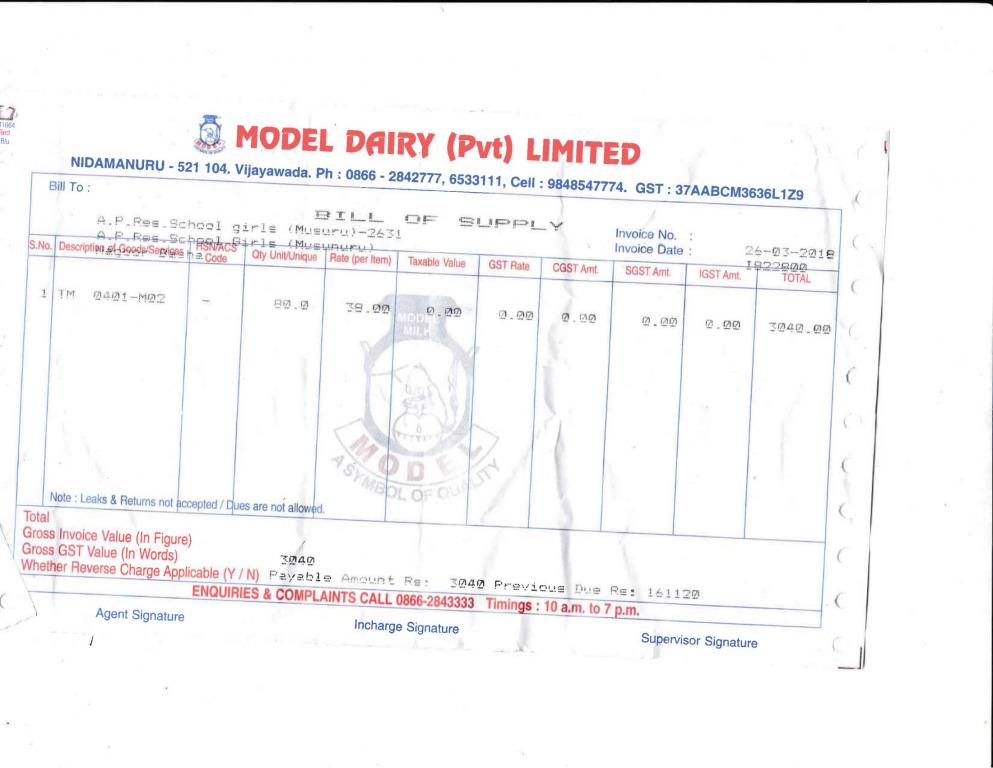 MODEL DAIRY (Pvt) LIMITED
NIDAMANURU - 521 104. Vijayawada. Ph : 0866 - 2842777, 6533111, Cell : 9848547774. GST : 37AABCM3636L1Z9
Bill To :
BILL OF SUPPLY
A.P.Res.School girls (Musuru)-2631
A.P.Res.School Girls (Musunuru)
Invoice No. :
Invoice Date : 26-03-2018
I822800
S.No. Description of Goods/Services HSN/ACS Code Qty Unit/Unique Rate (per Item) Taxable Value GST Rate CGST Amt. SGST Amt. IGST Amt. TOTAL
1 TM 0401-M02 - 80.0 38.00 0.00 0.00 0.00 0.00 0.00 3040.00
MODEL
MILK
MODEL
A SYMBOL OF QUALITY
Note : Leaks & Returns not accepted / Dues are not allowed.
Total
Gross Invoice Value (In Figure)
Gross GST Value (In Words) 3040
Whether Reverse Charge Applicable (Y / N) Payable Amount Rs: 3040 Previous Due Rs: 161120
ENQUIRIES & COMPLAINTS CALL 0866-2843333 Timings : 10 a.m. to 7 p.m.
Agent Signature Incharge Signature Supervisor Signature